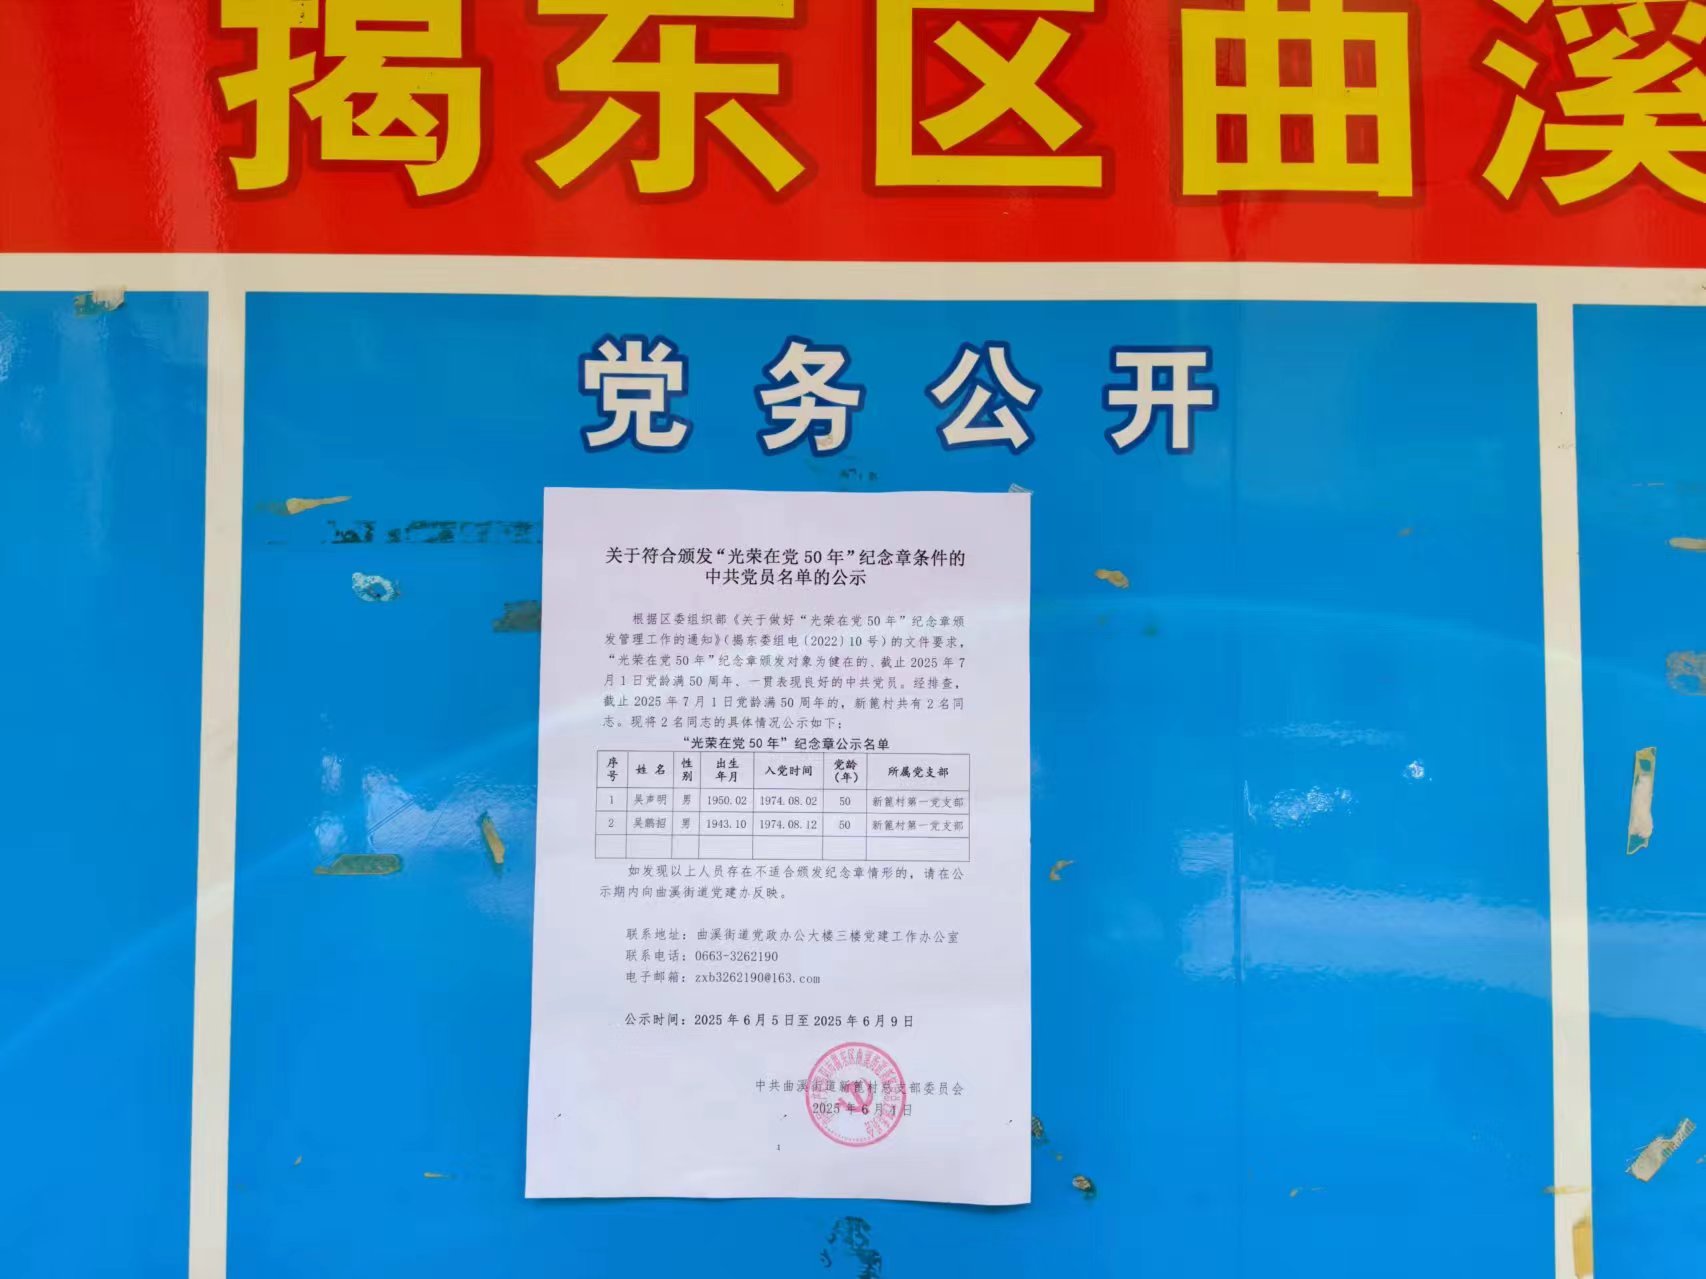 揭东区曲溪
党务公开
关于符合颁发“光荣在党50年”纪念章条件的
中共党员名单的公示
根据区委组织部《关于做好“光荣在党50年”纪念章颁
发管理工作的通知》（揭东委组电〔2022〕10号）的文件要求，
“光荣在党50年”纪念章颁发对象为健在的、截止2025年7
月1日党龄满50周年、一贯表现良好的中共党员。经排查，
截止2025年7月1日党龄满50周年的，新篦村共有2名同
志。现将2名同志的具体情况公示如下：
“光荣在党50年”纪念章公示名单
序号 姓名 性别 出生年月 入党时间 党龄（年） 所属党支部
1 吴声明 男 1950.02 1974.08.02 50 新篦村第一党支部
2 吴鹏招 男 1943.10 1974.08.12 50 新篦村第一党支部
如发现以上人员存在不适合颁发纪念章情形的，请在公
示期内向曲溪街道党建办反映。
联系地址：曲溪街道党政办公大楼三楼党建工作办公室
联系电话：0663-3262190
电子邮箱：zxb3262190@163.com
公示时间：2025年6月5日至2025年6月9日
中共曲溪街道新篦村总支部委员会
2025年6月4日
1